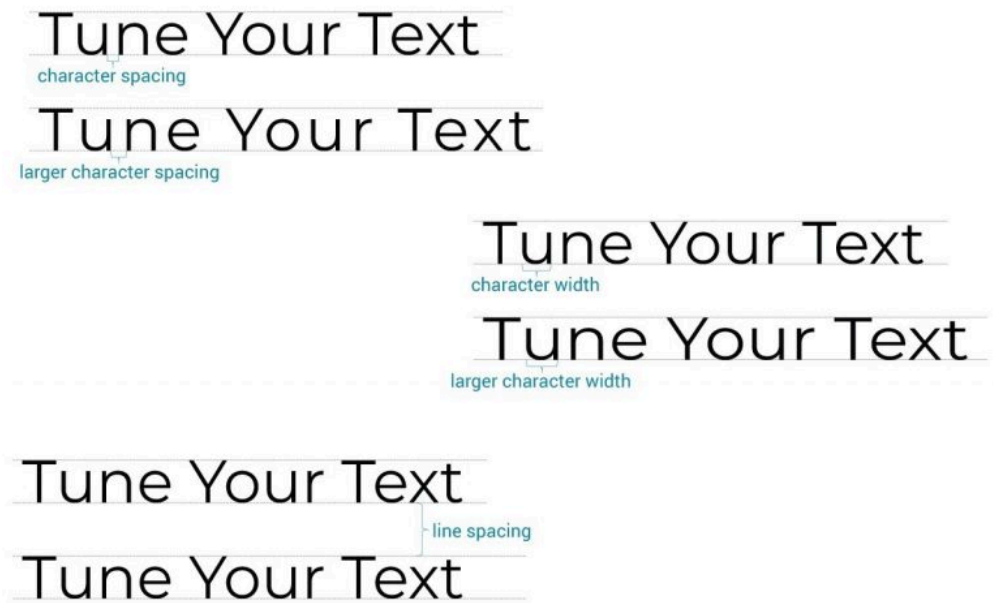 Tune Your Text
character spacing
Tune Your Text
larger character spacing
Tune Your Text
character width
Tune Your Text
larger character width
Tune Your Text
line spacing
Tune Your Text